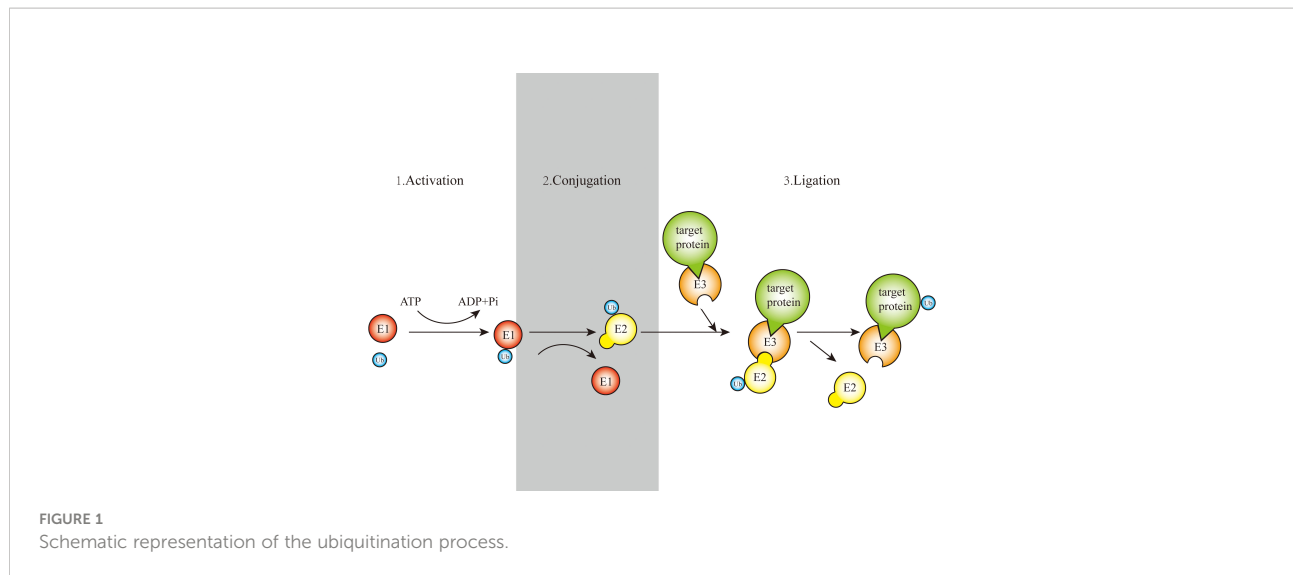 1.Activation
2.Conjugation
3.Ligation
target
protein
E3
ATP
ADP+Pi
E1
Ub
E1
Ub
Ub
E2
E1
target
protein
E3
E2
Ub
target
protein
Ub
E3
E2
FIGURE 1
Schematic representation of the ubiquitination process.